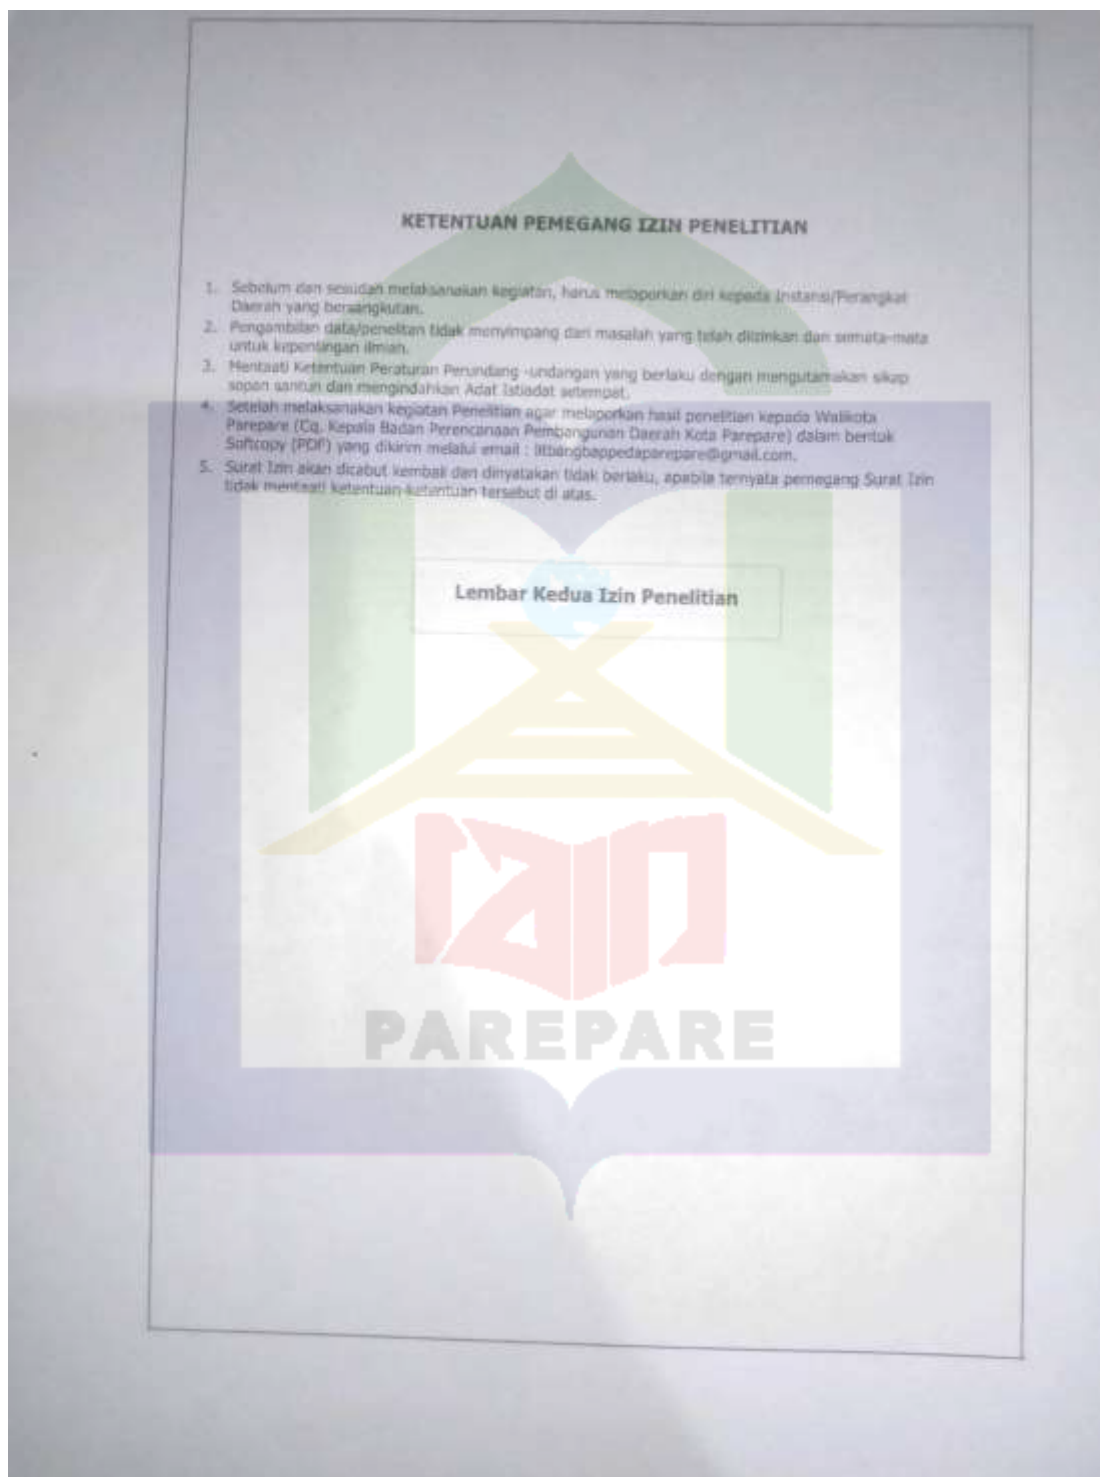 KETENTUAN PEMEGANG IZIN PENELITIAN
1. Sebelum dan sesudah melaksanakan kegiatan, harus melaporkan diri kepada Instansi/Perangkat
Daerah yang bersangkutan.
2. Pengambilan data/penelitan tidak menyimpang dari masalah yang telah diizinkan dan semata-mata
untuk kepentingan ilmiah.
3. Mentaati Ketentuan Peraturan Perundang -undangan yang berlaku dengan mengutamakan sikap
sopan santun dan mengindahkan Adat Istiadat setempat.
4. Setelah melaksanakan kegiatan Penelitian agar melaporkan hasil penelitian kepada Walikota
Parepare (Cq. Kepala Badan Perencanaan Pembangunan Daerah Kota Parepare) dalam bentuk
Softcopy (PDF) yang dikirim melalui email : litbangbappedaparepare@gmail.com.
5. Surat Izin akan dicabut kembali dan dinyatakan tidak berlaku, apabila ternyata pemegang Surat Izin
tidak mentaati ketentuan-ketentuan tersebut di atas.
Lembar Kedua Izin Penelitian
iain
PAREPARE